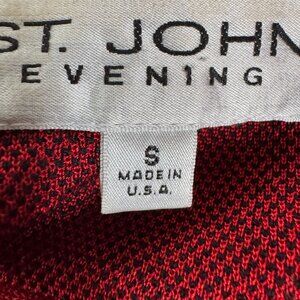 ST. JOHN
EVENING
S
MADE IN
U.S.A.